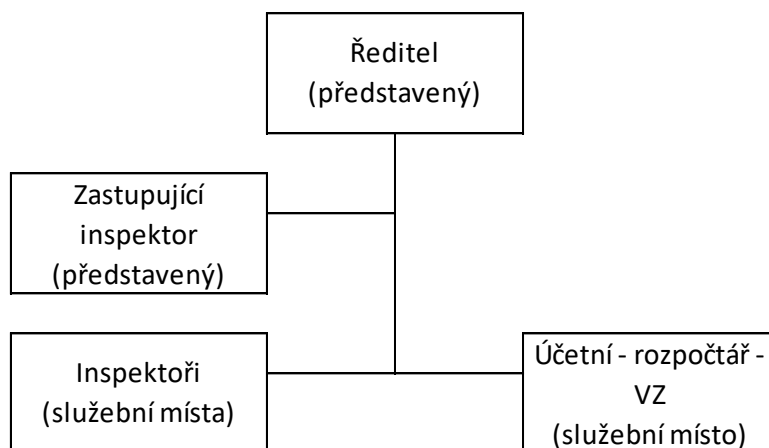 Ředitel
(představený)
Zastupující
inspektor
(představený)
Inspektoři
(služební místa)
Účetní - rozpočtář -
VZ
(služební místo)